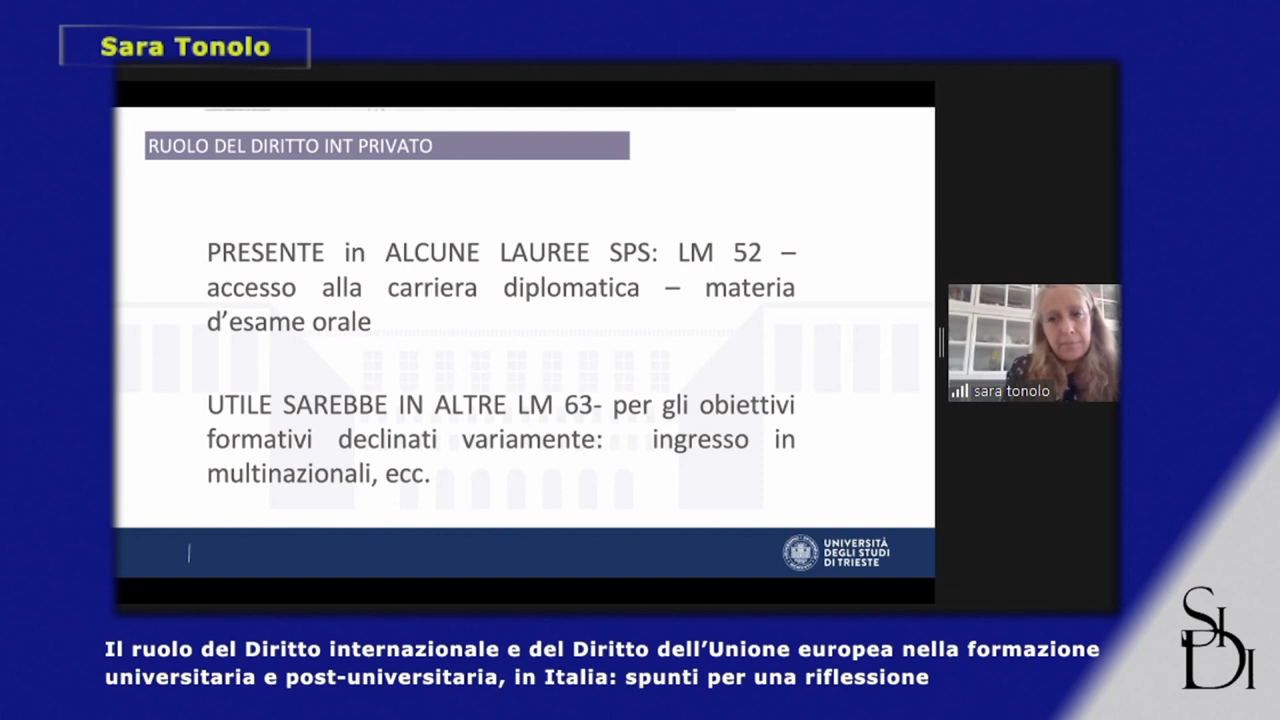 Sara Tonolo
RUOLO DEL DIRITTO INT PRIVATO
PRESENTE in ALCUNE LAUREE SPS: LM 52 –
accesso alla carriera diplomatica – materia
d’esame orale
UTILE SAREBBE IN ALTRE LM 63- per gli obiettivi
formativi declinati variamente: ingresso in
multinazionali, ecc.
sara tonolo
UNIVERSITÀ
DEGLI STUDI
DI TRIESTE
Il ruolo del Diritto internazionale e del Diritto dell’Unione europea nella formazione
universitaria e post-universitaria, in Italia: spunti per una riflessione
SIDI